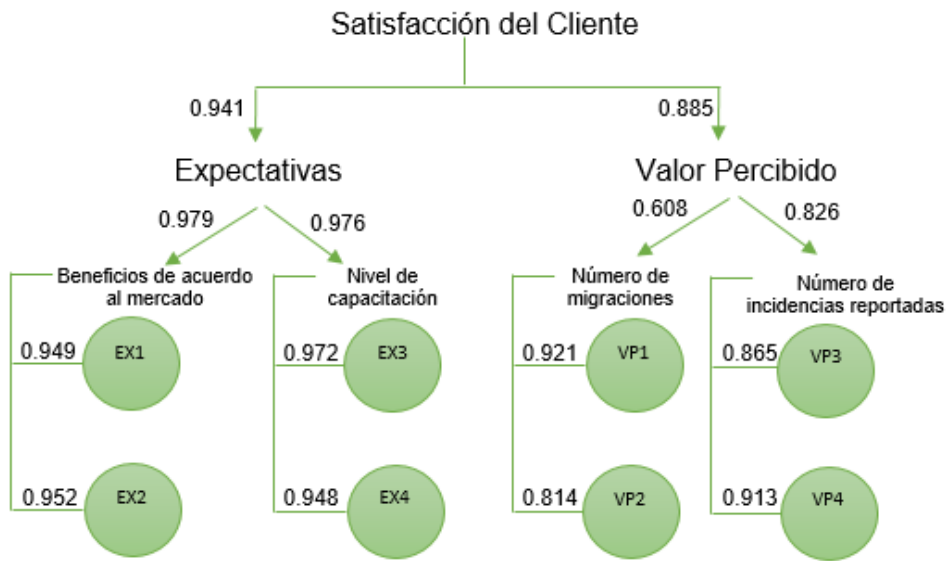 Satisfacción del Cliente
0.941
0.885
Expectativas
Valor Percibido
0.979
0.976
0.608
0.826
Beneficios de acuerdo
al mercado
Nivel de
capacitación
Número de
migraciones
Número de
incidencias reportadas
0.949
EX1
0.972
EX3
0.921
VP1
0.865
VP3
0.952
EX2
0.948
EX4
0.814
VP2
0.913
VP4